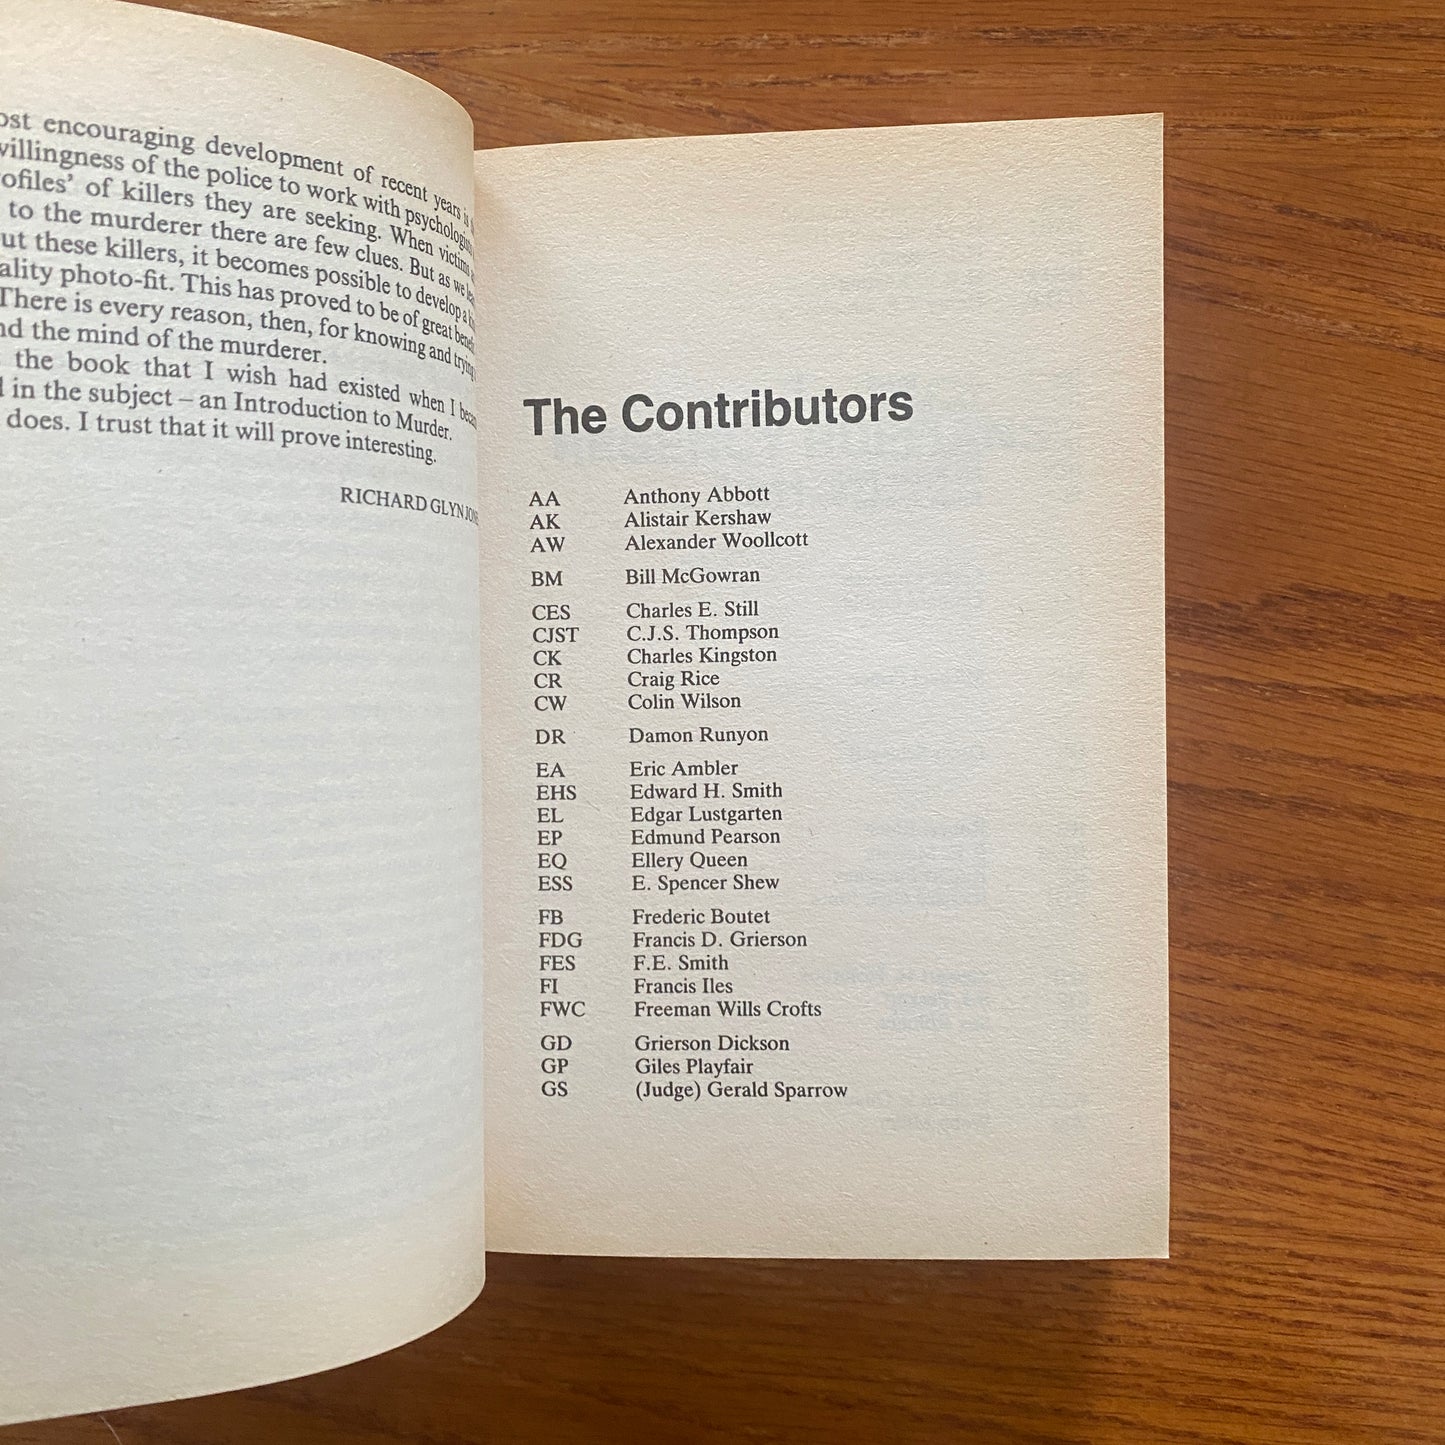 ost encouraging development of recent years is
willingness of the police to work with psychologists
ofiles' of killers they are seeking. When victims
to the murderer there are few clues. But as we
ut these killers, it becomes possible to develop a
ality photo-fit. This has proved to be of great
There is every reason, then, for knowing and trying
nd the mind of the murderer.
the book that I wish had existed when I
in the subject – an Introduction to Murder.
does. I trust that it will prove interesting.
RICHARD GLYN JONES
The Contributors
AA Anthony Abbott
AK Alistair Kershaw
AW Alexander Woollcott
BM Bill McGowran
CES Charles E. Still
CJST C.J.S. Thompson
CK Charles Kingston
CR Craig Rice
CW Colin Wilson
DR Damon Runyon
EA Eric Ambler
EHS Edward H. Smith
EL Edgar Lustgarten
EP Edmund Pearson
EQ Ellery Queen
ESS E. Spencer Shew
FB Frederic Boutet
FDG Francis D. Grierson
FES F.E. Smith
FI Francis Iles
FWC Freeman Wills Crofts
GD Grierson Dickson
GP Giles Playfair
GS (Judge) Gerald Sparrow